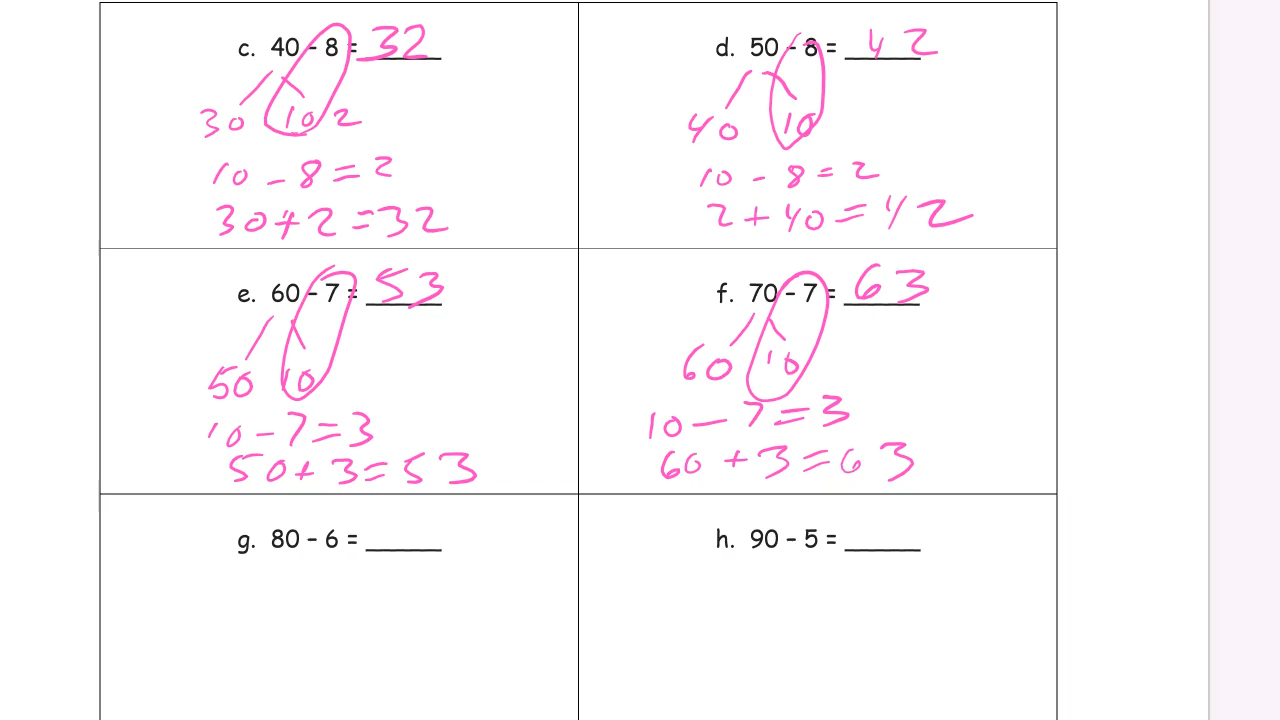 c. 40 - 8 = 32
30 10 2
10 - 8 = 2
30 + 2 = 32
d. 50 - 8 = 42
40 10
10 - 8 = 2
2 + 40 = 42
e. 60 - 7 = 53
50 10
10 - 7 = 3
50 + 3 = 53
f. 70 - 7 = 63
60 10
10 - 7 = 3
60 + 3 = 63
g. 80 - 6 = ______
h. 90 - 5 = ______